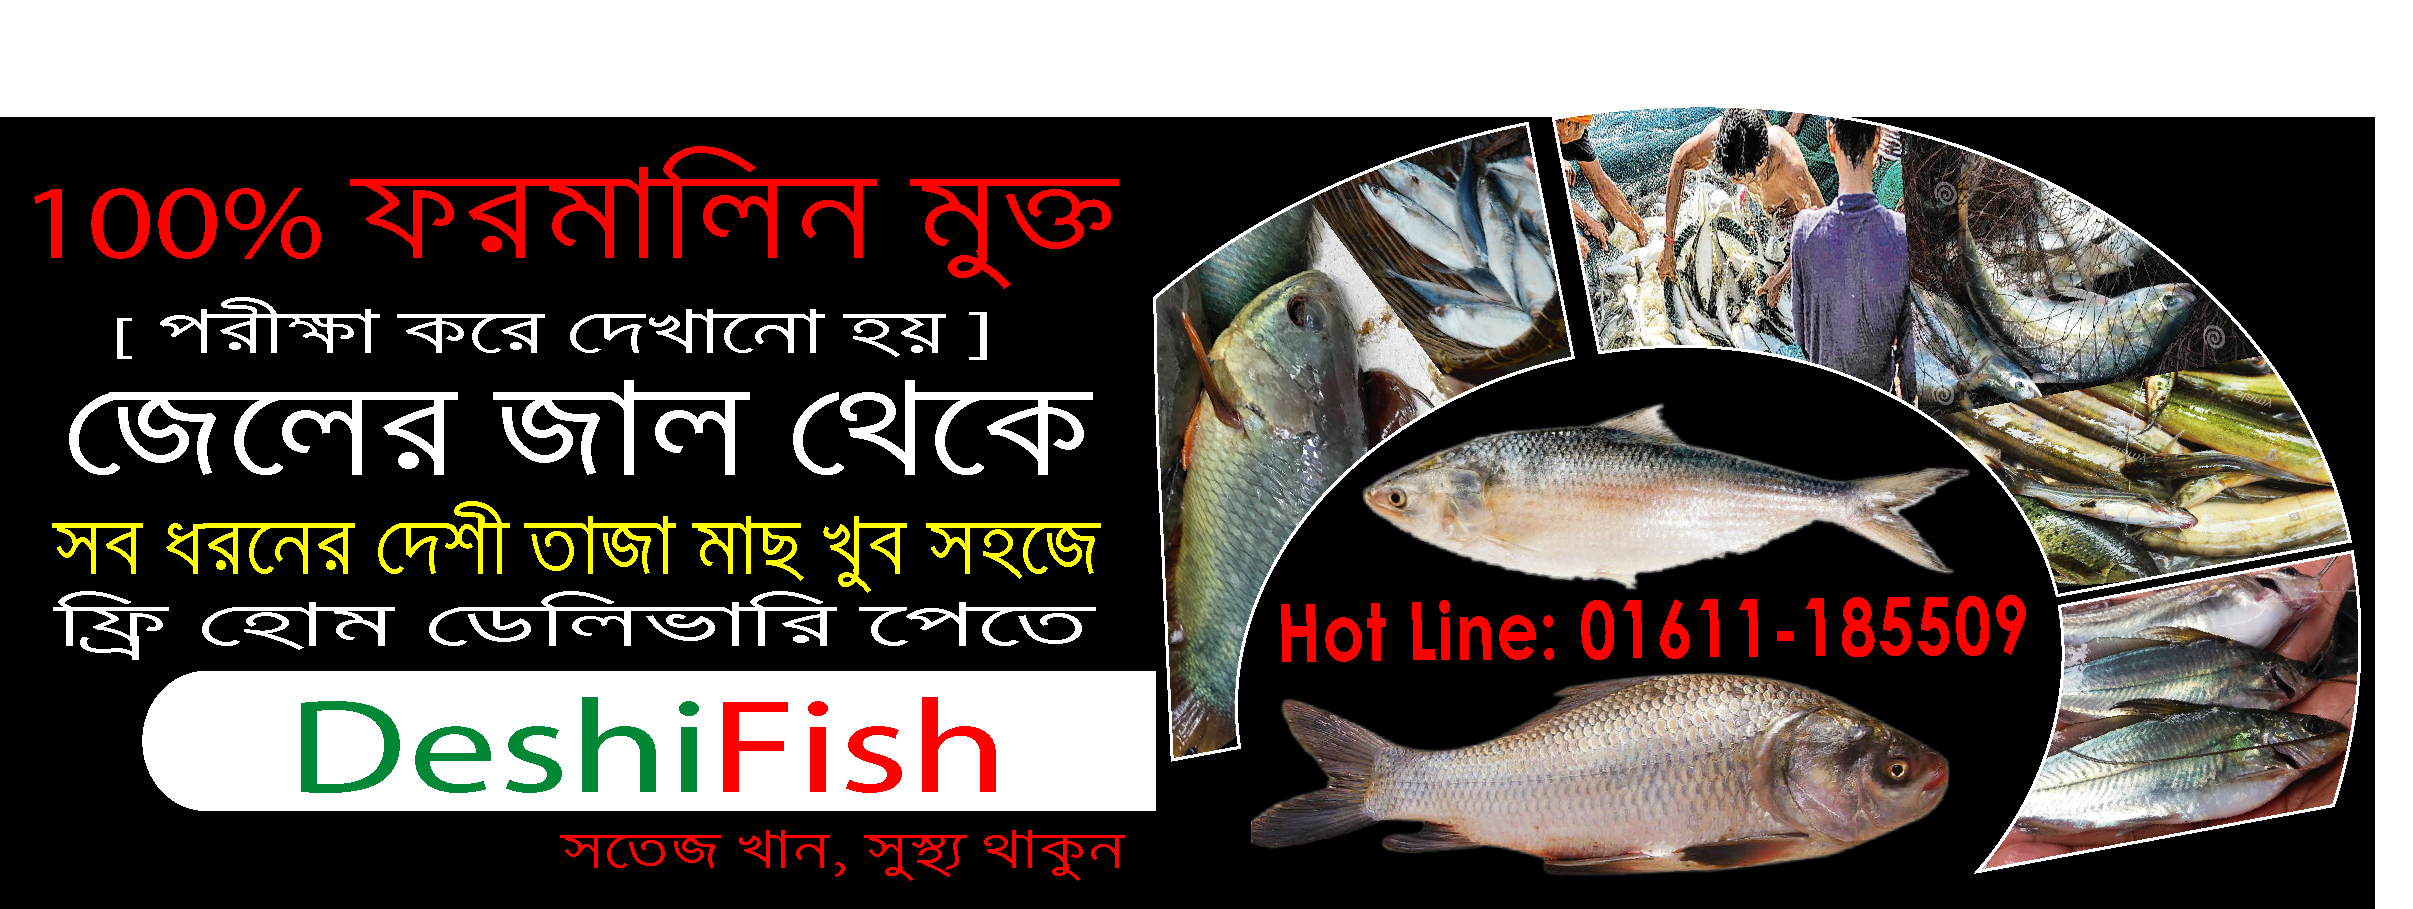 100% ফরমালিন মুক্ত
[ পরীক্ষা করে দেখানো হয় ]
জেলের জাল থেকে
সব ধরনের দেশী তাজা মাছ খুব সহজে
ফ্রি হোম ডেলিভারি পেতে
DeshiFish
সতেজ খান, সুস্থ্য থাকুন
Hot Line: 01611-185509